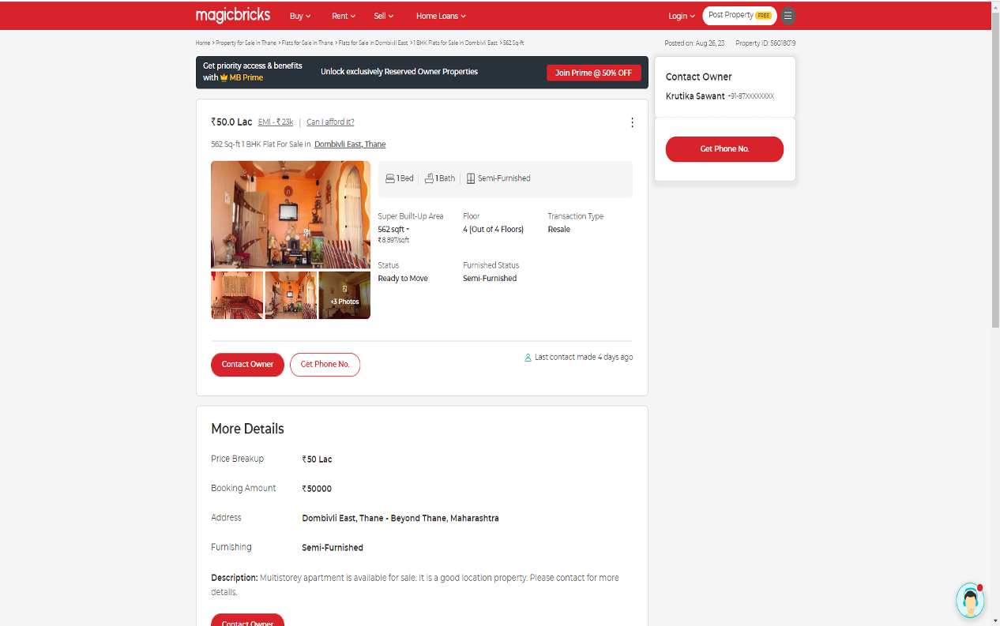 magicbricks
Buy Rent Sell Home Loans Login Post Property FREE
Home > Property for Sale in Thane > Flats for Sale in Thane > Flats for Sale in Dombivli East > 1 BHK Flats for Sale in Dombivli East > 562 Sq-ft
Posted on: Aug 26, 23 Property ID: 56018019
Get priority access & benefits
with MB Prime
Unlock exclusively Reserved Owner Properties
Join Prime @ 50% OFF
Contact Owner
Krutika Sawant +91-87XXXXXXXX
Get Phone No.
₹50.0 Lac EMI - ₹ 23k | Can I afford it?
562 Sq-ft 1 BHK Flat For Sale in Dombivli East, Thane
+3 Photos
1 Bed 1 Bath Semi-Furnished
Super Built-Up Area Floor Transaction Type
562 sqft 4 (Out of 4 Floors) Resale
₹ 8,897/sqft
Status Furnished Status
Ready to Move Semi-Furnished
Contact Owner Get Phone No. Last contact made 4 days ago
More Details
Price Breakup ₹50 Lac
Booking Amount ₹50000
Address Dombivli East, Thane - Beyond Thane, Maharashtra
Furnishing Semi-Furnished
Description: Multistorey apartment is available for sale. It is a good location property. Please contact for more
details.
Contact Owner